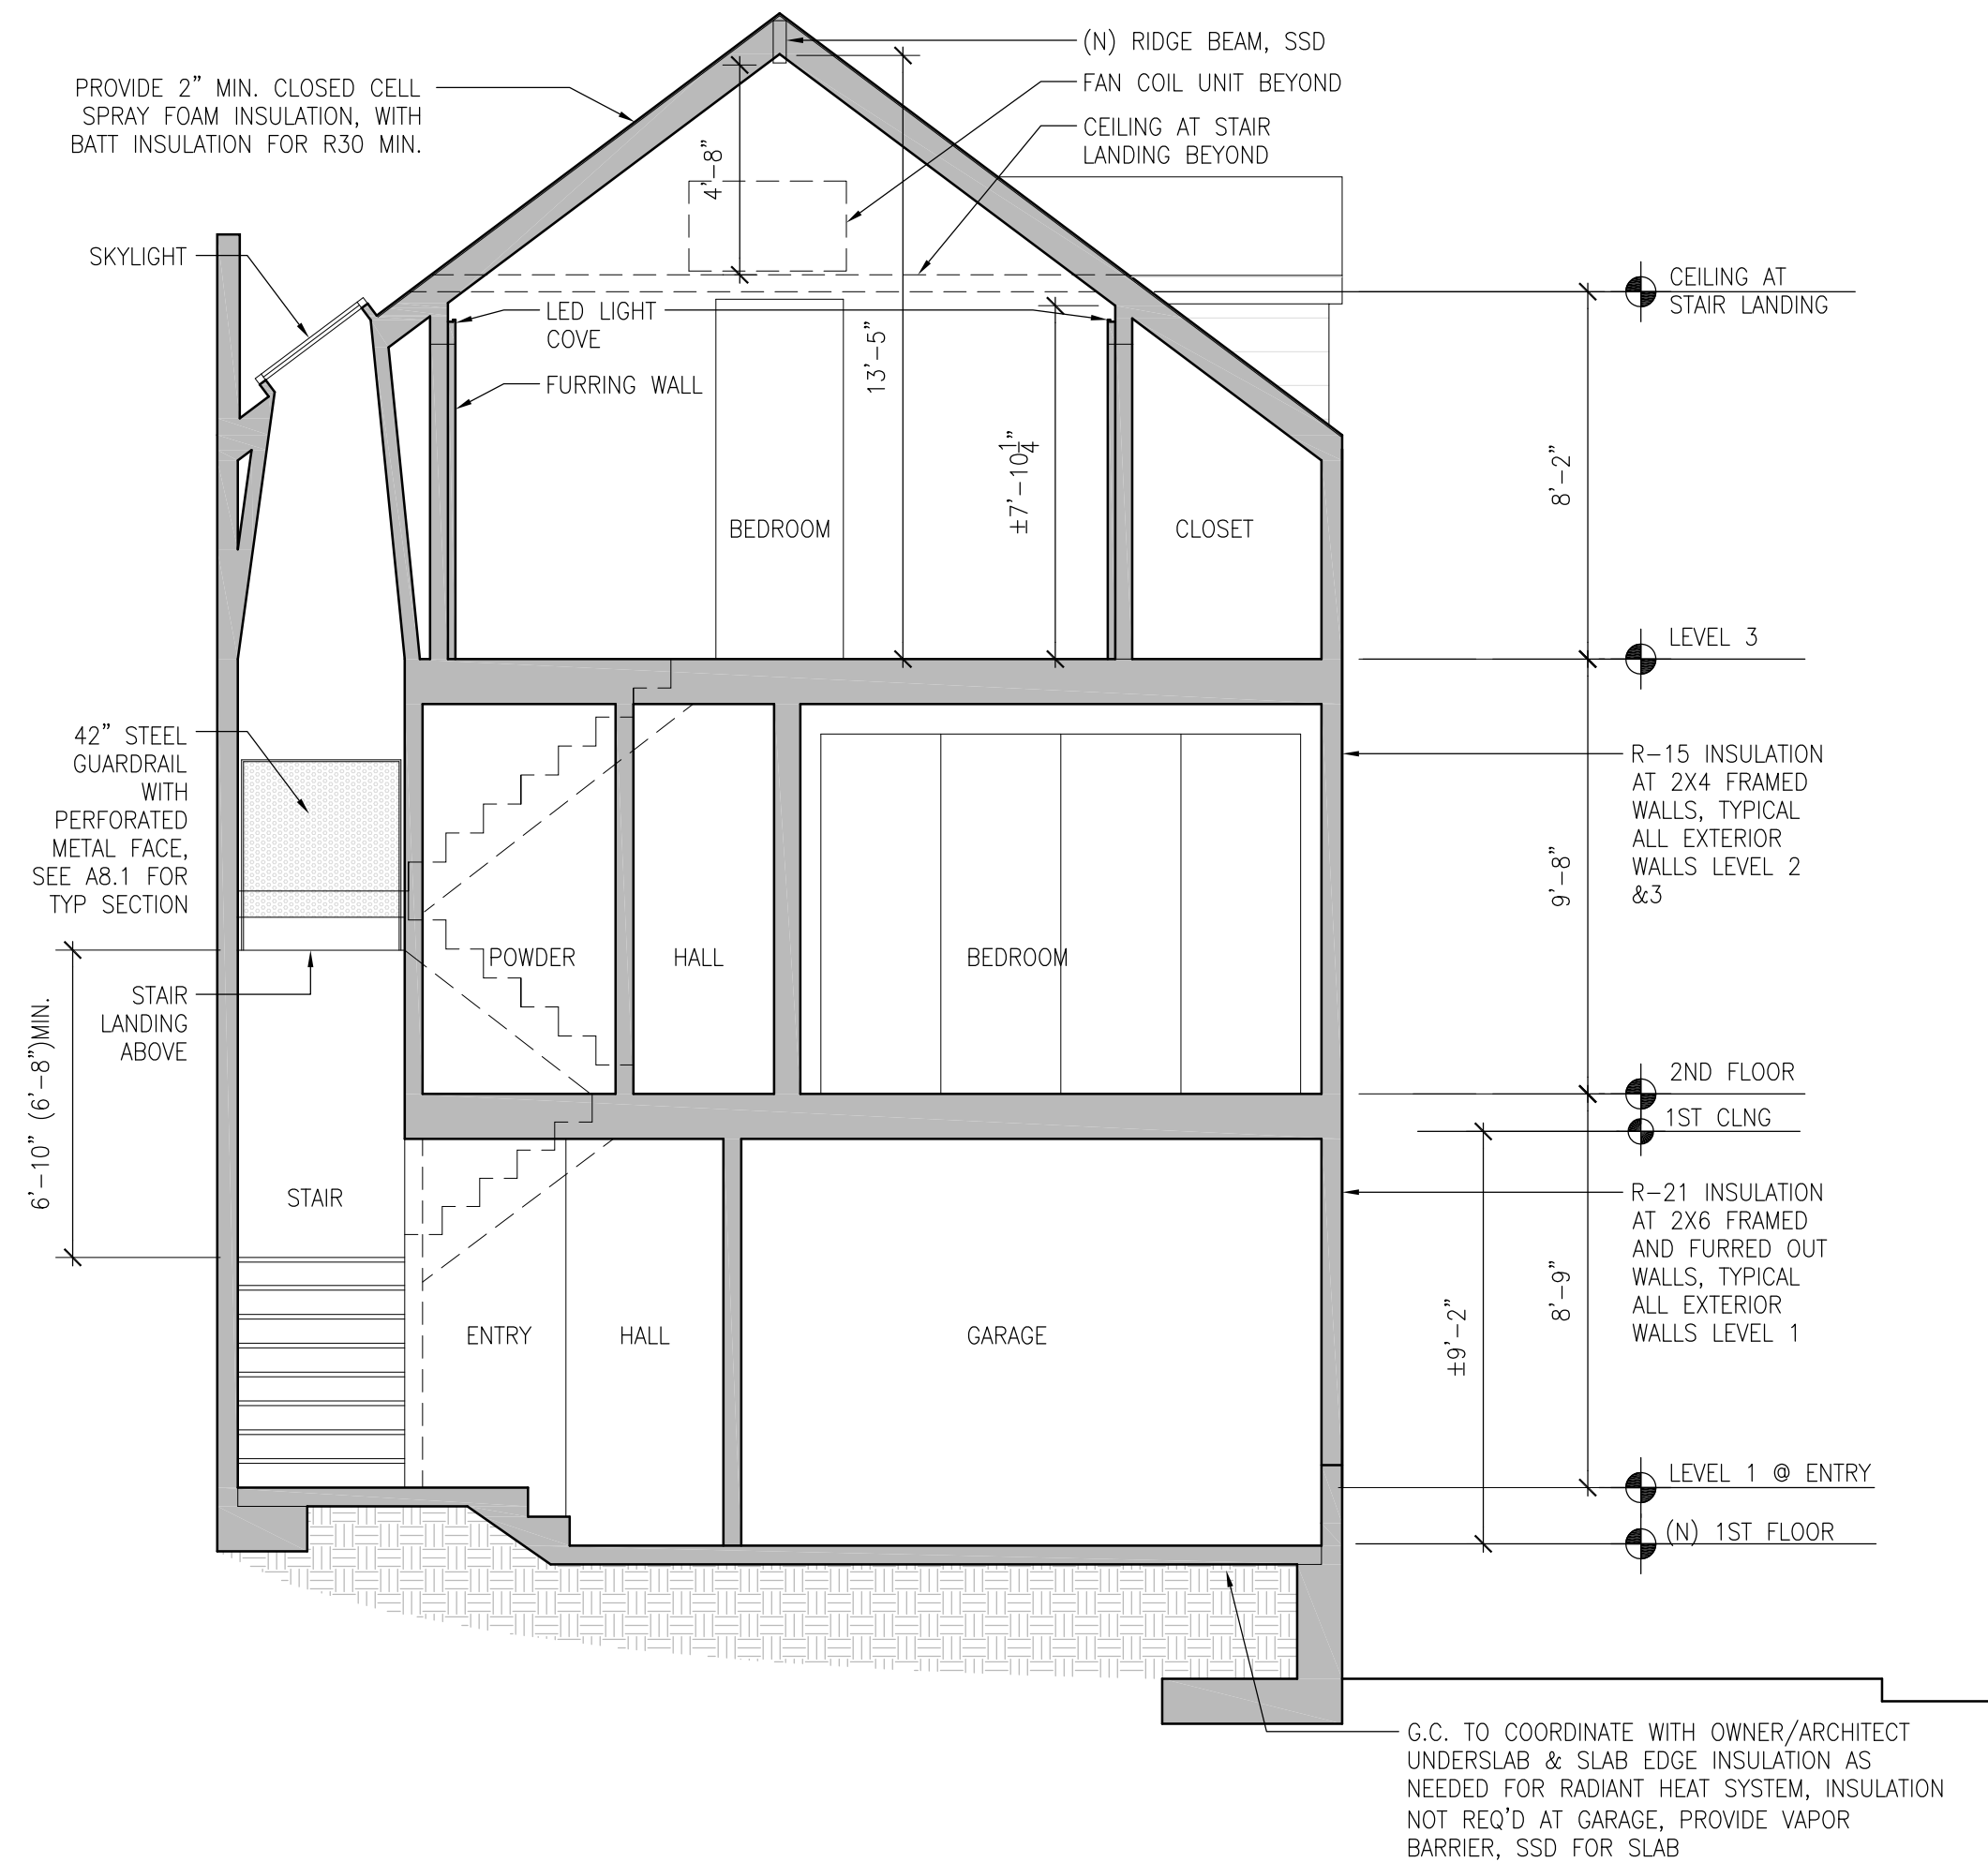 (N) RIDGE BEAM, SSD
FAN COIL UNIT BEYOND
CEILING AT STAIR
LANDING BEYOND
PROVIDE 2" MIN. CLOSED CELL
SPRAY FOAM INSULATION, WITH
BATT INSULATION FOR R30 MIN.
4'-8"
SKYLIGHT
CEILING AT
STAIR LANDING
LED LIGHT
COVE
13'-5"
FURRING WALL
±7'-10 1/4"
8'-2"
BEDROOM
CLOSET
LEVEL 3
42" STEEL
GUARDRAIL
WITH
PERFORATED
METAL FACE,
SEE A8.1 FOR
TYP SECTION
R-15 INSULATION
AT 2X4 FRAMED
WALLS, TYPICAL
ALL EXTERIOR
WALLS LEVEL 2
&3
9'-8"
POWDER
HALL
BEDROOM
STAIR
LANDING
ABOVE
6'-10" (6'-8")MIN.
2ND FLOOR
1ST CLNG
STAIR
R-21 INSULATION
AT 2X6 FRAMED
AND FURRED OUT
WALLS, TYPICAL
ALL EXTERIOR
WALLS LEVEL 1
8'-9"
±9'-2"
ENTRY
HALL
GARAGE
LEVEL 1 @ ENTRY
(N) 1ST FLOOR
G.C. TO COORDINATE WITH OWNER/ARCHITECT
UNDERSLAB & SLAB EDGE INSULATION AS
NEEDED FOR RADIANT HEAT SYSTEM, INSULATION
NOT REQ'D AT GARAGE, PROVIDE VAPOR
BARRIER, SSD FOR SLAB